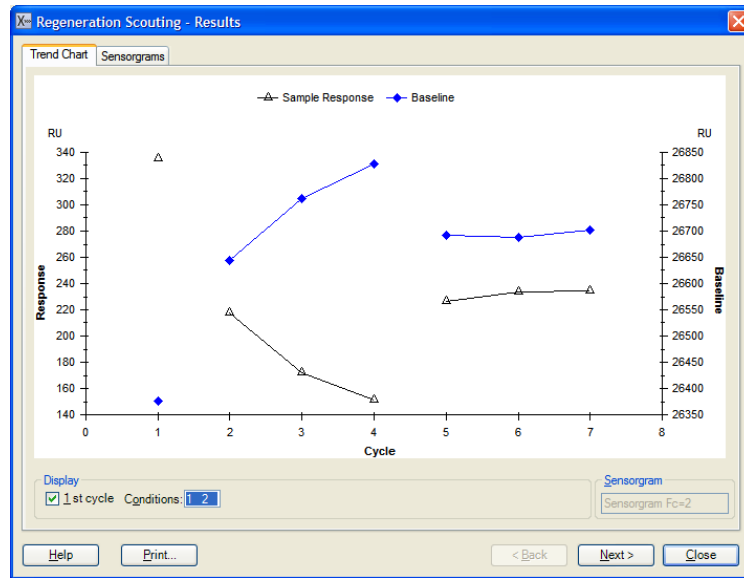 X100 Regeneration Scouting - Results
Trend Chart Sensorgrams
Sample Response Baseline
RU RU
340 26850
320 26800
300 26750
280 26700
260 26650
240 26600
220 26550
200 26500
180 26450
160 26400
140 26350
Response
Baseline
0 1 2 3 4 5 6 7 8
Cycle
Display Sensorgram
1st cycle Conditions: 1 2 Sensorgram Fc=2
Help Print... < Back Next > Close